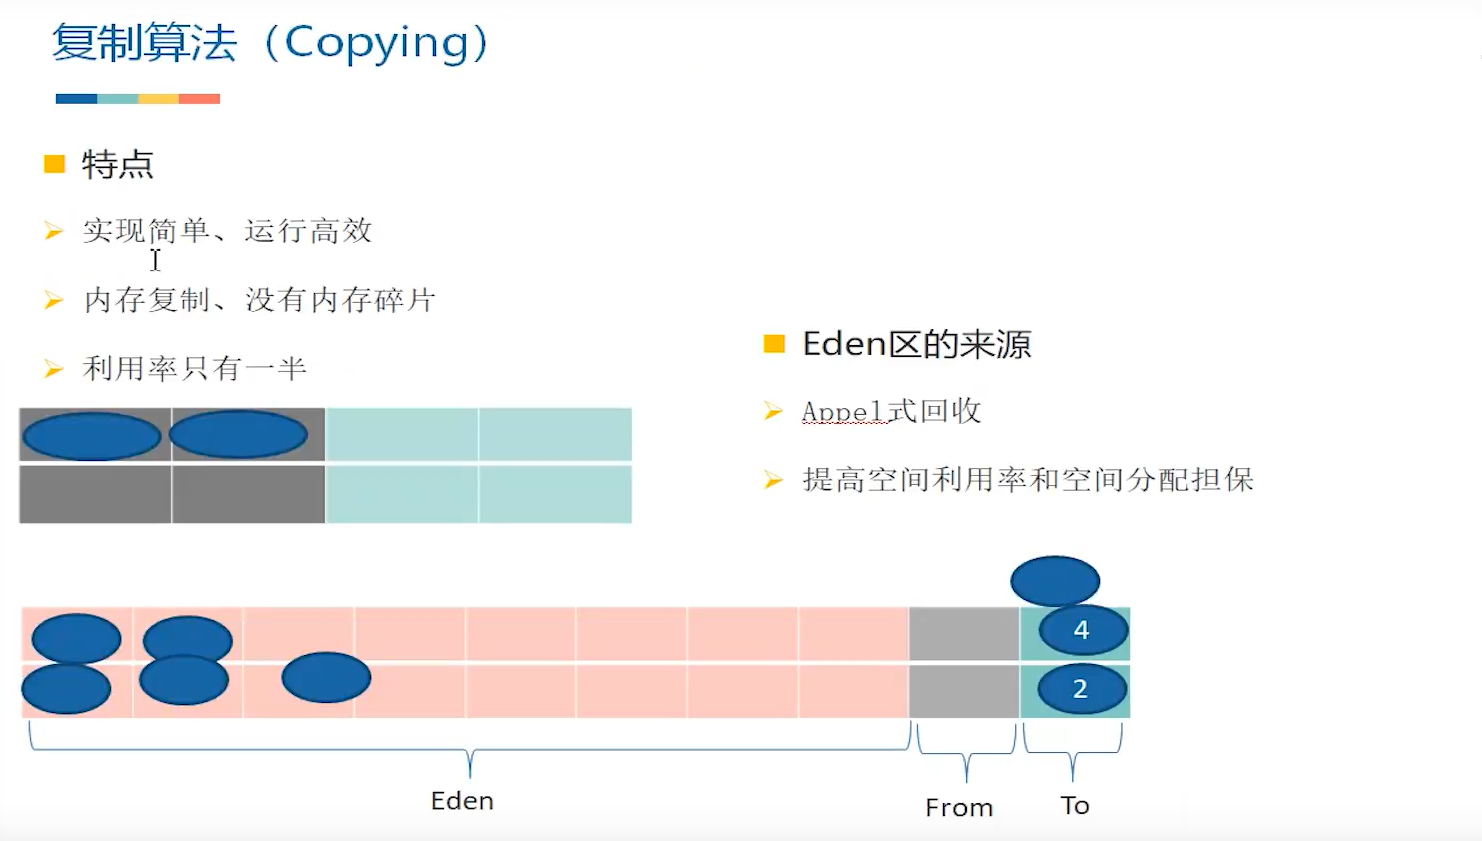 复制算法（Copying）
特点
实现简单、运行高效
内存复制、没有内存碎片
利用率只有一半
Eden区的来源
Appel式回收
提高空间利用率和空间分配担保
4
2
Eden
From
To